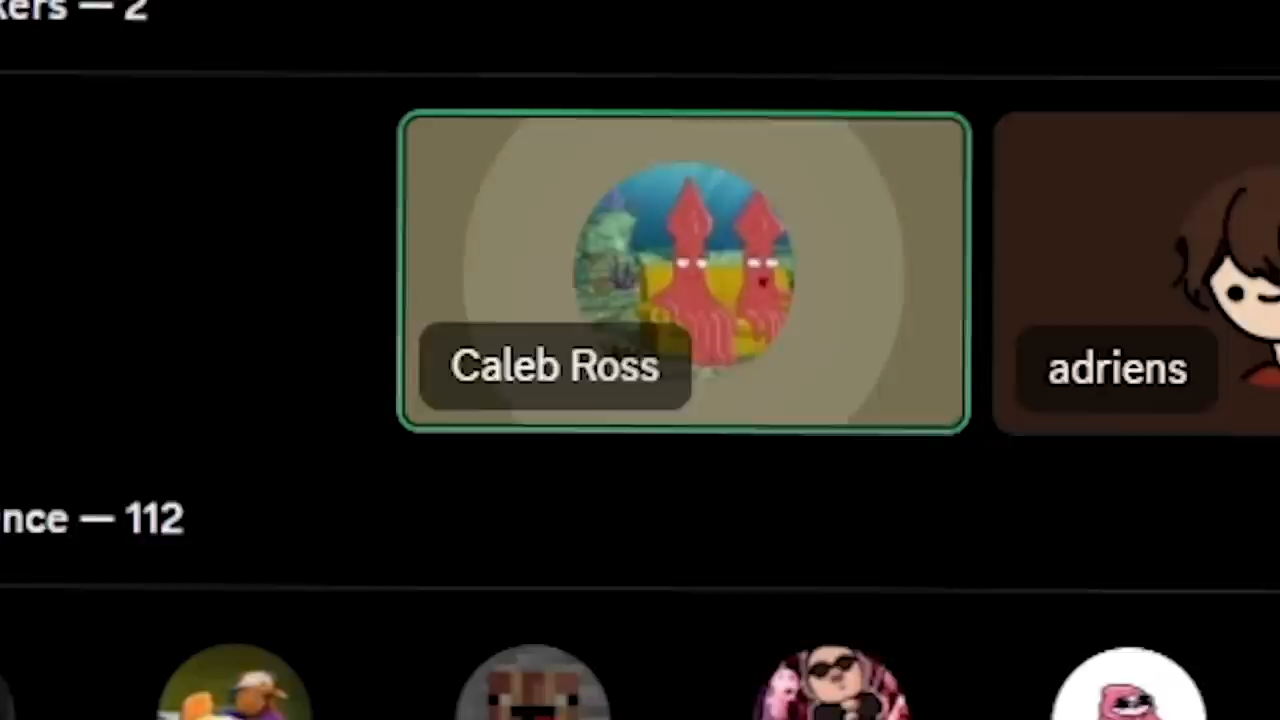 kers — 2
Caleb Ross
adriens
nce — 112